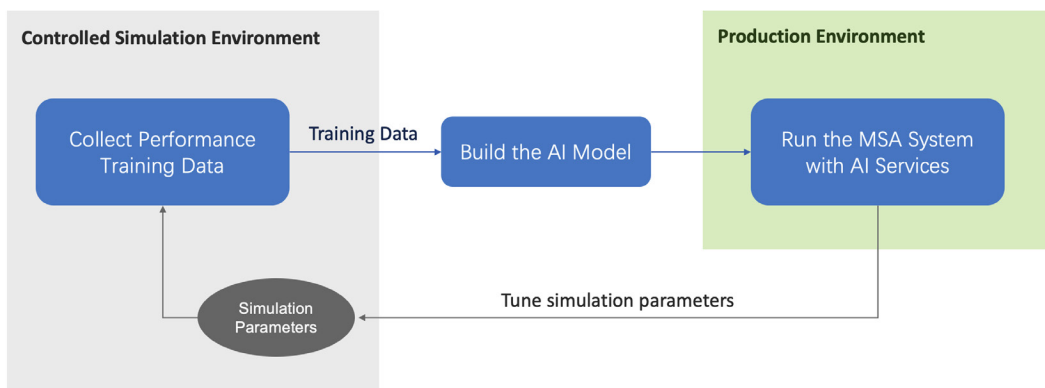 Controlled Simulation Environment
Production Environment
Collect Performance
Training Data
Training Data
Build the AI Model
Run the MSA System
with AI Services
Simulation
Parameters
Tune simulation parameters